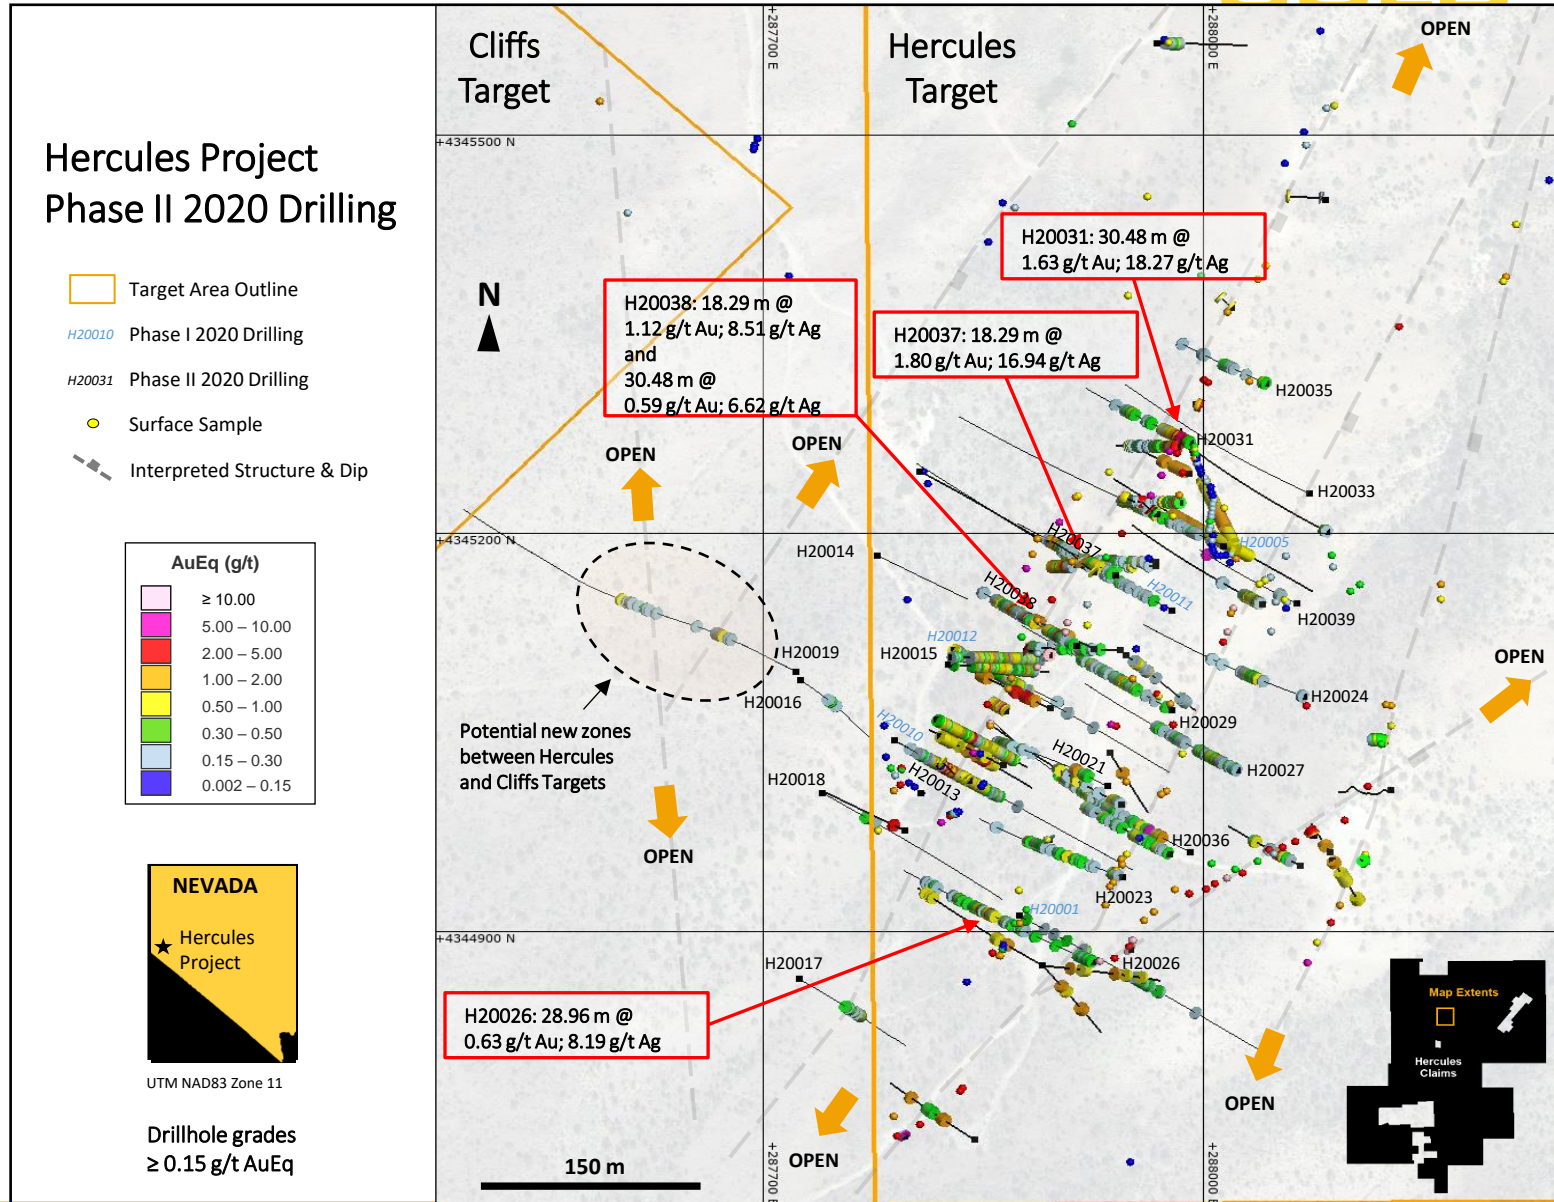 Hercules Project
Phase II 2020 Drilling
Target Area Outline
H20010 Phase I 2020 Drilling
H20031 Phase II 2020 Drilling
Surface Sample
Interpreted Structure & Dip
AuEq (g/t)
≥ 10.00
5.00 – 10.00
2.00 – 5.00
1.00 – 2.00
0.50 – 1.00
0.30 – 0.50
0.15 – 0.30
0.002 – 0.15
NEVADA
Hercules
Project
UTM NAD83 Zone 11
Drillhole grades
≥ 0.15 g/t AuEq
Cliffs
Target
Hercules
Target
+287700 E
+288000 E
OPEN
+4345500 N
N
H20031: 30.48 m @
1.63 g/t Au; 18.27 g/t Ag
H20038: 18.29 m @
1.12 g/t Au; 8.51 g/t Ag
and
30.48 m @
0.59 g/t Au; 6.62 g/t Ag
H20037: 18.29 m @
1.80 g/t Au; 16.94 g/t Ag
H20035
H20031
OPEN
OPEN
H20033
+4345200 N
H20037
H20005
H20014
H20038
H20011
H20039
H20012
H20015
H20019
H20016
OPEN
H20024
H20029
Potential new zones
between Hercules
and Cliffs Targets
H20010
H20021
H20027
H20018
H20013
H20036
OPEN
H20023
H20001
+4344900 N
H20017
H20026
H20026: 28.96 m @
0.63 g/t Au; 8.19 g/t Ag
Map Extents
Hercules
Claims
OPEN
OPEN
150 m
+287700 E
+288000 E